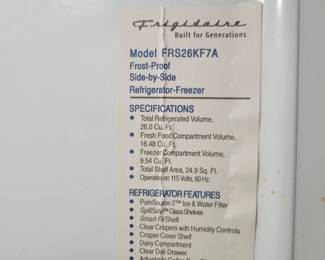 Frigidaire
Built for Generations
Model FRS26KF7A
Frost-Proof
Side-by-Side
Refrigerator-Freezer
SPECIFICATIONS
• Total Refrigerated Volume,
26.0 Cu. Ft.
• Fresh Food Compartment Volume,
16.48 Cu. Ft.
• Freezer Compartment Volume,
9.54 Cu. Ft.
• Total Shelf Area, 24.9 Sq. Ft.
• Operates on 115 Volts, 60 Hz.
REFRIGERATOR FEATURES
• PureSource 2™ Ice & Water Filter
• SpillSafe™ Glass Shelves
• Smart Fit Shelf
• Clear Crispers with Humidity Controls
• Crisper Cover Shelf
• Dairy Compartment
• Clear Deli Drawer